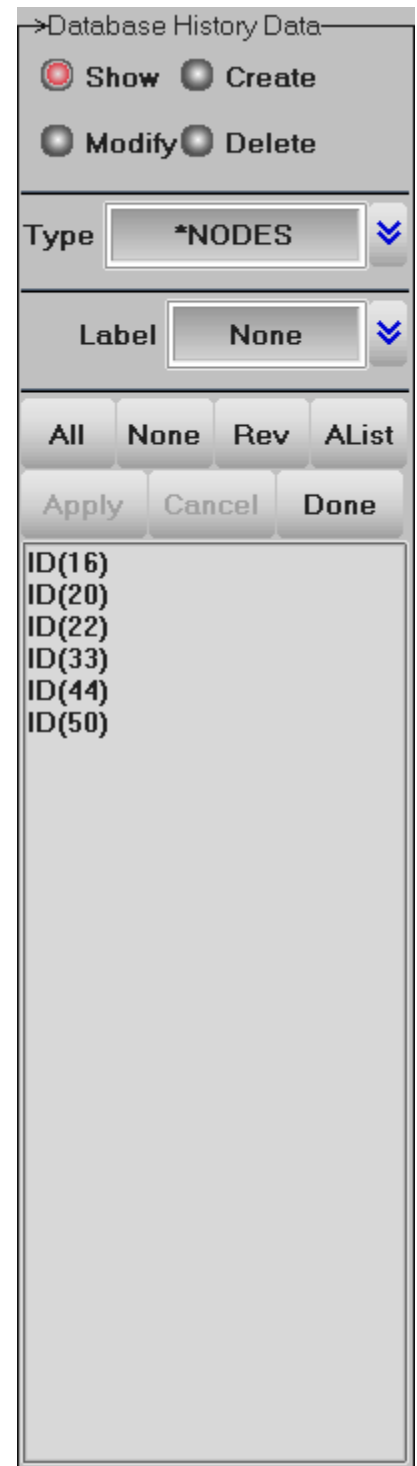 >Database History Data
Show Create
Modify Delete
Type *NODES
Label None
All None Rev AList
Apply Cancel Done
ID(16)
ID(20)
ID(22)
ID(33)
ID(44)
ID(50)